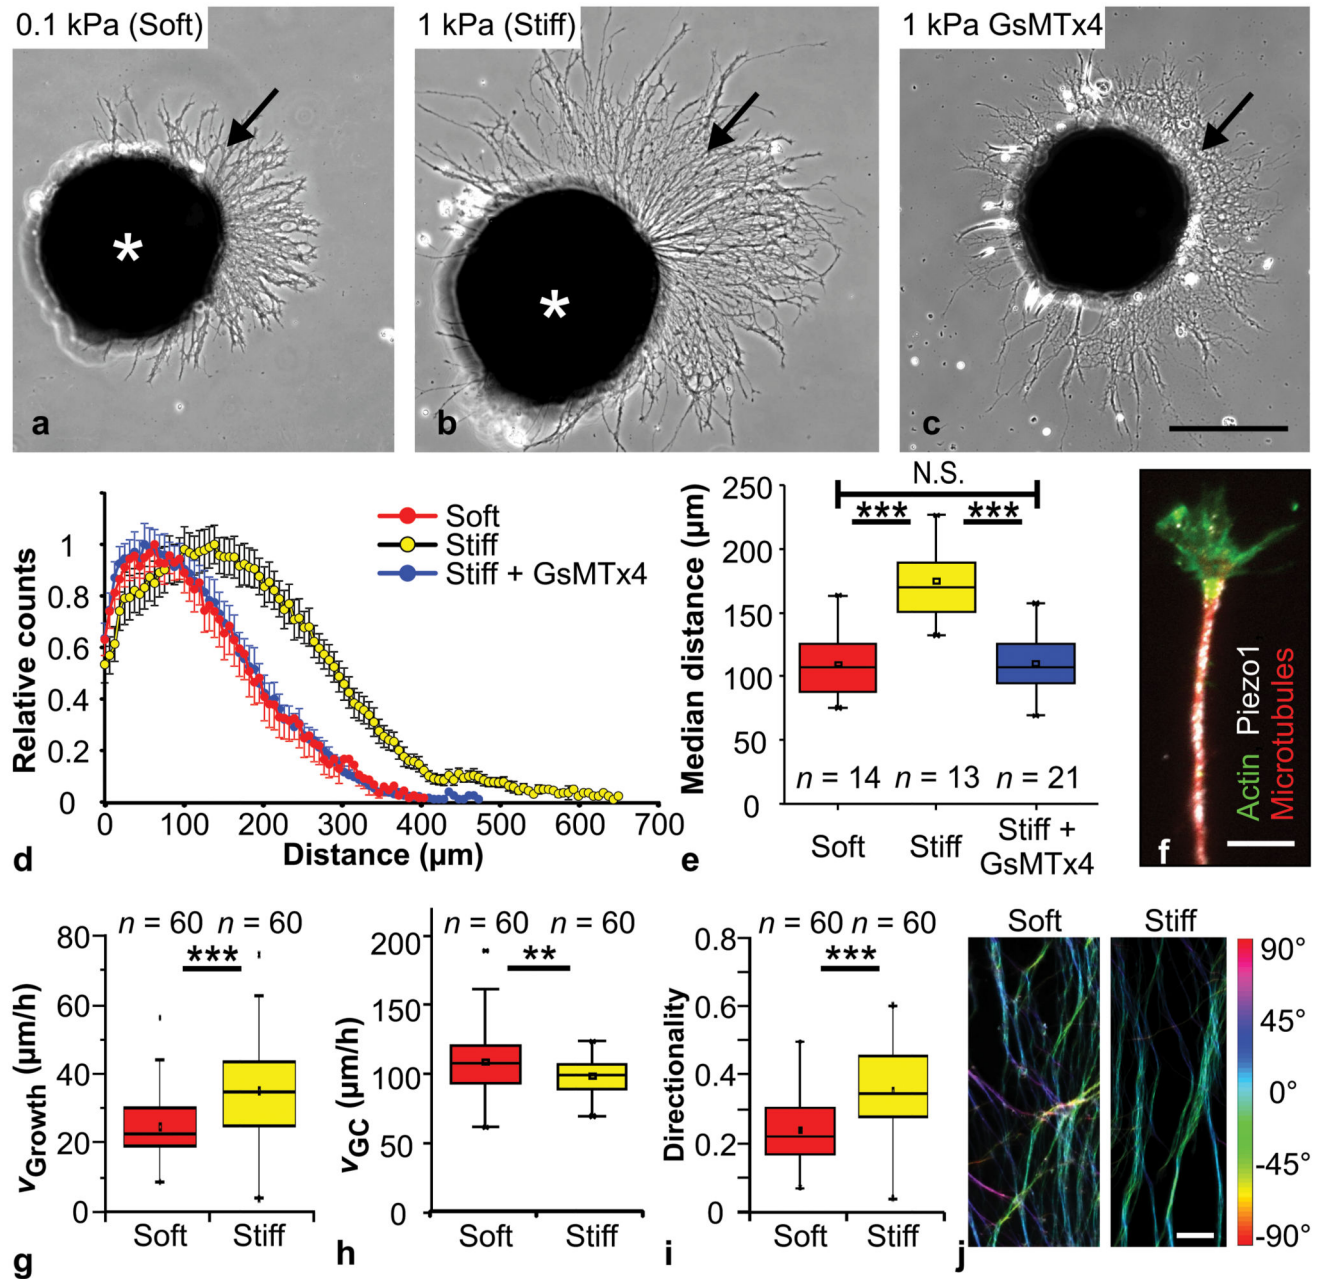 0.1 kPa (Soft)
1 kPa (Stiff)
1 kPa GsMTx4
*
*
a
b
c
Relative counts
1
0.8
0.6
0.4
0.2
0
0 100 200 300 400 500 600 700
Distance (µm)
Soft
Stiff
Stiff + GsMTx4
d
Median distance (µm)
250
200
150
100
50
0
N.S.
*** ***
n = 14 n = 13 n = 21
Soft Stiff Stiff +
GsMTx4
e
Actin, Piezo1,
Microtubules
f
n = 60 n = 60
***
vGrowth (µm/h)
80
60
40
20
0
Soft Stiff
g
n = 60 n = 60
**
vGC (µm/h)
200
150
100
50
0
Soft Stiff
h
n = 60 n = 60
***
Directionality
0.8
0.6
0.4
0.2
0
Soft Stiff
i
Soft Stiff
90°
45°
0°
-45°
-90°
j